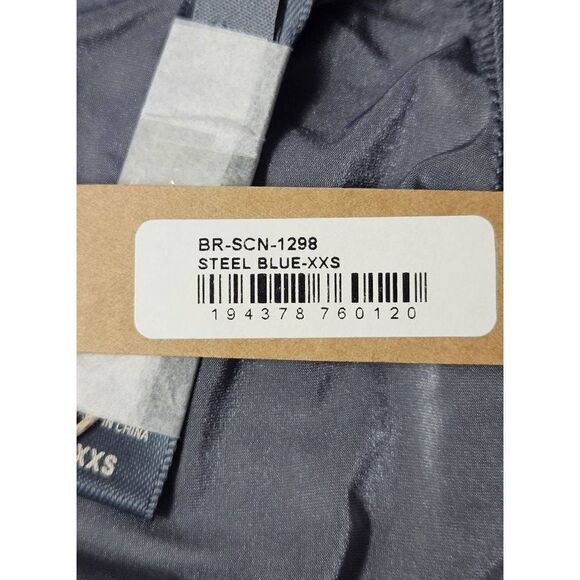 BR-SCN-1298
STEEL BLUE-XXS
194378 760120
IN CHINA
XXS